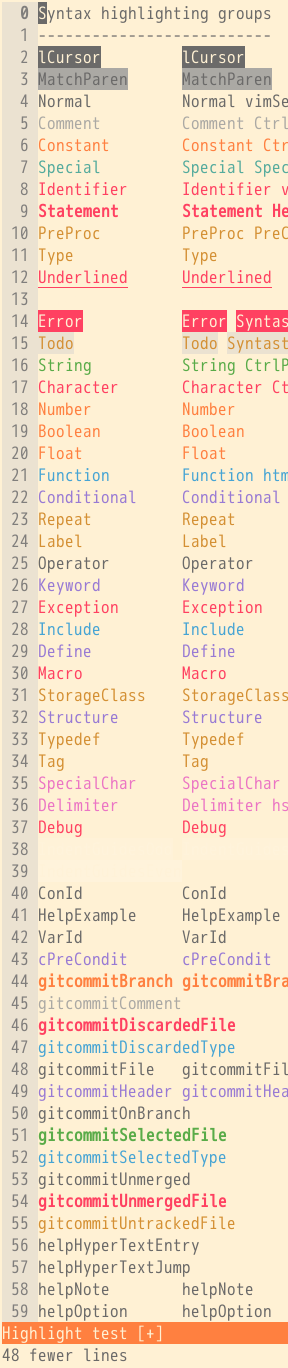 0 Syntax highlighting groups
1 --------------------------
2 lCursor lCursor
3 MatchParen MatchParen
4 Normal Normal vimSe
5 Comment Comment Ctrl
6 Constant Constant Ctr
7 Special Special Spec
8 Identifier Identifier v
9 Statement Statement He
10 PreProc PreProc PreC
11 Type Type
12 Underlined Underlined
13
14 Error Error Syntas
15 Todo Todo Syntast
16 String String CtrlP
17 Character Character Ct
18 Number Number
19 Boolean Boolean
20 Float Float
21 Function Function htm
22 Conditional Conditional
23 Repeat Repeat
24 Label Label
25 Operator Operator
26 Keyword Keyword
27 Exception Exception
28 Include Include
29 Define Define
30 Macro Macro
31 StorageClass StorageClass
32 Structure Structure
33 Typedef Typedef
34 Tag Tag
35 SpecialChar SpecialChar
36 Delimiter Delimiter hs
37 Debug Debug
38
39
40 ConId ConId
41 HelpExample HelpExample
42 VarId VarId
43 cPreCondit cPreCondit
44 gitcommitBranch gitcommitBra
45 gitcommitComment
46 gitcommitDiscardedFile
47 gitcommitDiscardedType
48 gitcommitFile gitcommitFil
49 gitcommitHeader gitcommitHea
50 gitcommitOnBranch
51 gitcommitSelectedFile
52 gitcommitSelectedType
53 gitcommitUnmerged
54 gitcommitUnmergedFile
55 gitcommitUntrackedFile
56 helpHyperTextEntry
57 helpHyperTextJump
58 helpNote helpNote
59 helpOption helpOption
Highlight test [+]
48 fewer lines